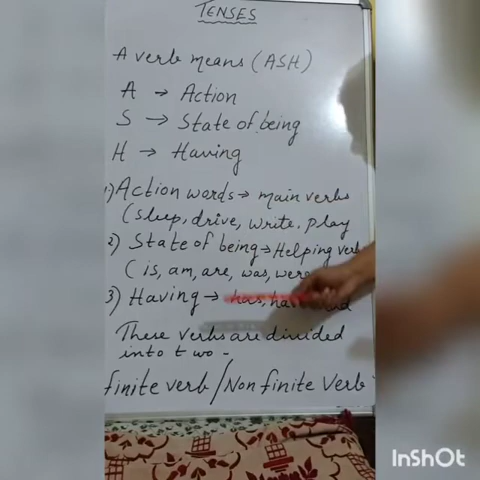 TENSES
A verb means (ASH)
A → Action
S → State of being
H → Having
1) Action words → main verbs
(sleep, drive, write, play
2) State of being → Helping verb
(is, am, are, was, were
3) Having → has,
These verbs are divided
into two -
finite verb / Non finite Verb
InShOt